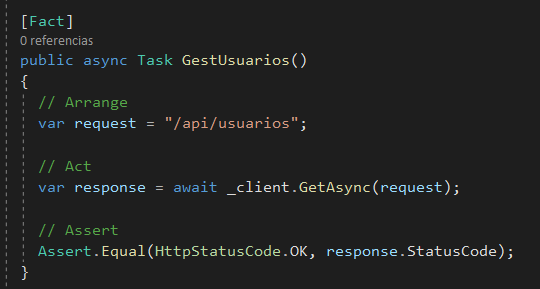 [Fact]
0 referencias
public async Task GestUsuarios()
{
// Arrange
var request = "/api/usuarios";
// Act
var response = await _client.GetAsync(request);
// Assert
Assert.Equal(HttpStatusCode.OK, response.StatusCode);
}